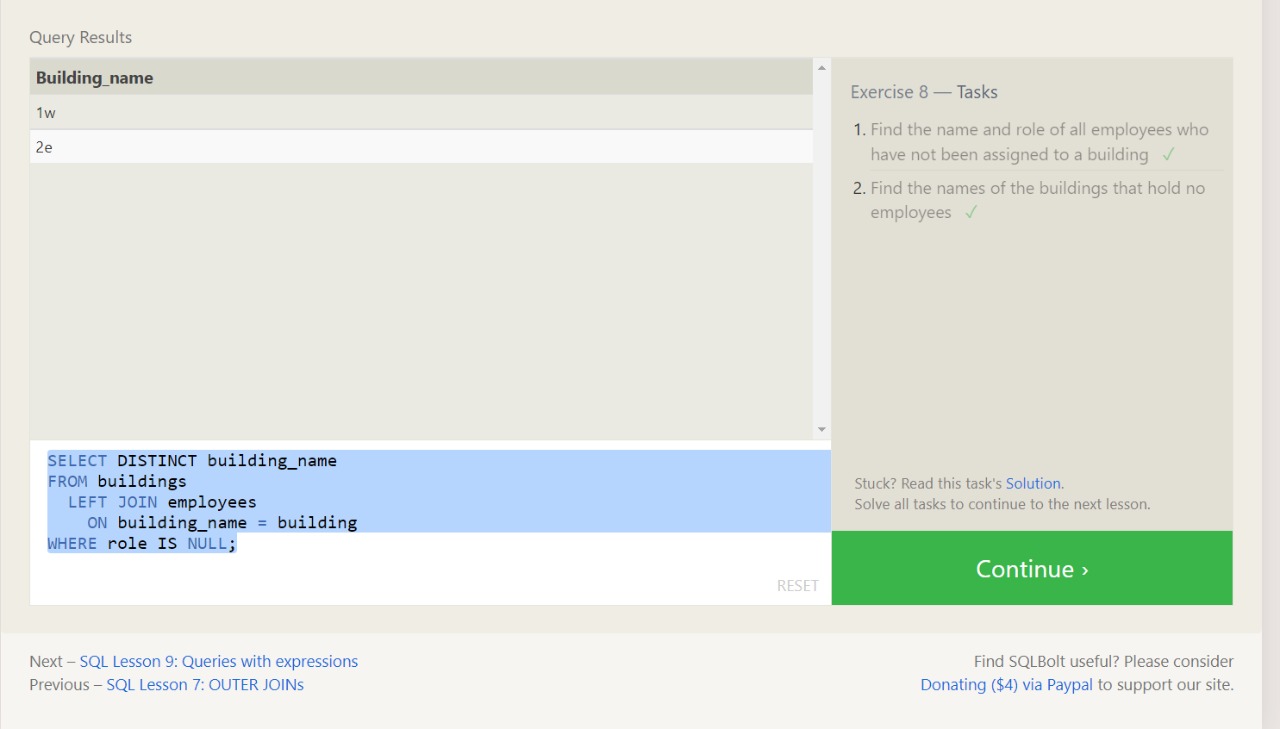 Query Results
Building_name
1w
2e
Exercise 8 — Tasks
1. Find the name and role of all employees who
have not been assigned to a building ✓
2. Find the names of the buildings that hold no
employees ✓
SELECT DISTINCT building_name
FROM buildings
  LEFT JOIN employees
    ON building_name = building
WHERE role IS NULL;
RESET
Stuck? Read this task's Solution.
Solve all tasks to continue to the next lesson.
Continue ›
Next – SQL Lesson 9: Queries with expressions
Previous – SQL Lesson 7: OUTER JOINs
Find SQLBolt useful? Please consider
Donating ($4) via Paypal to support our site.